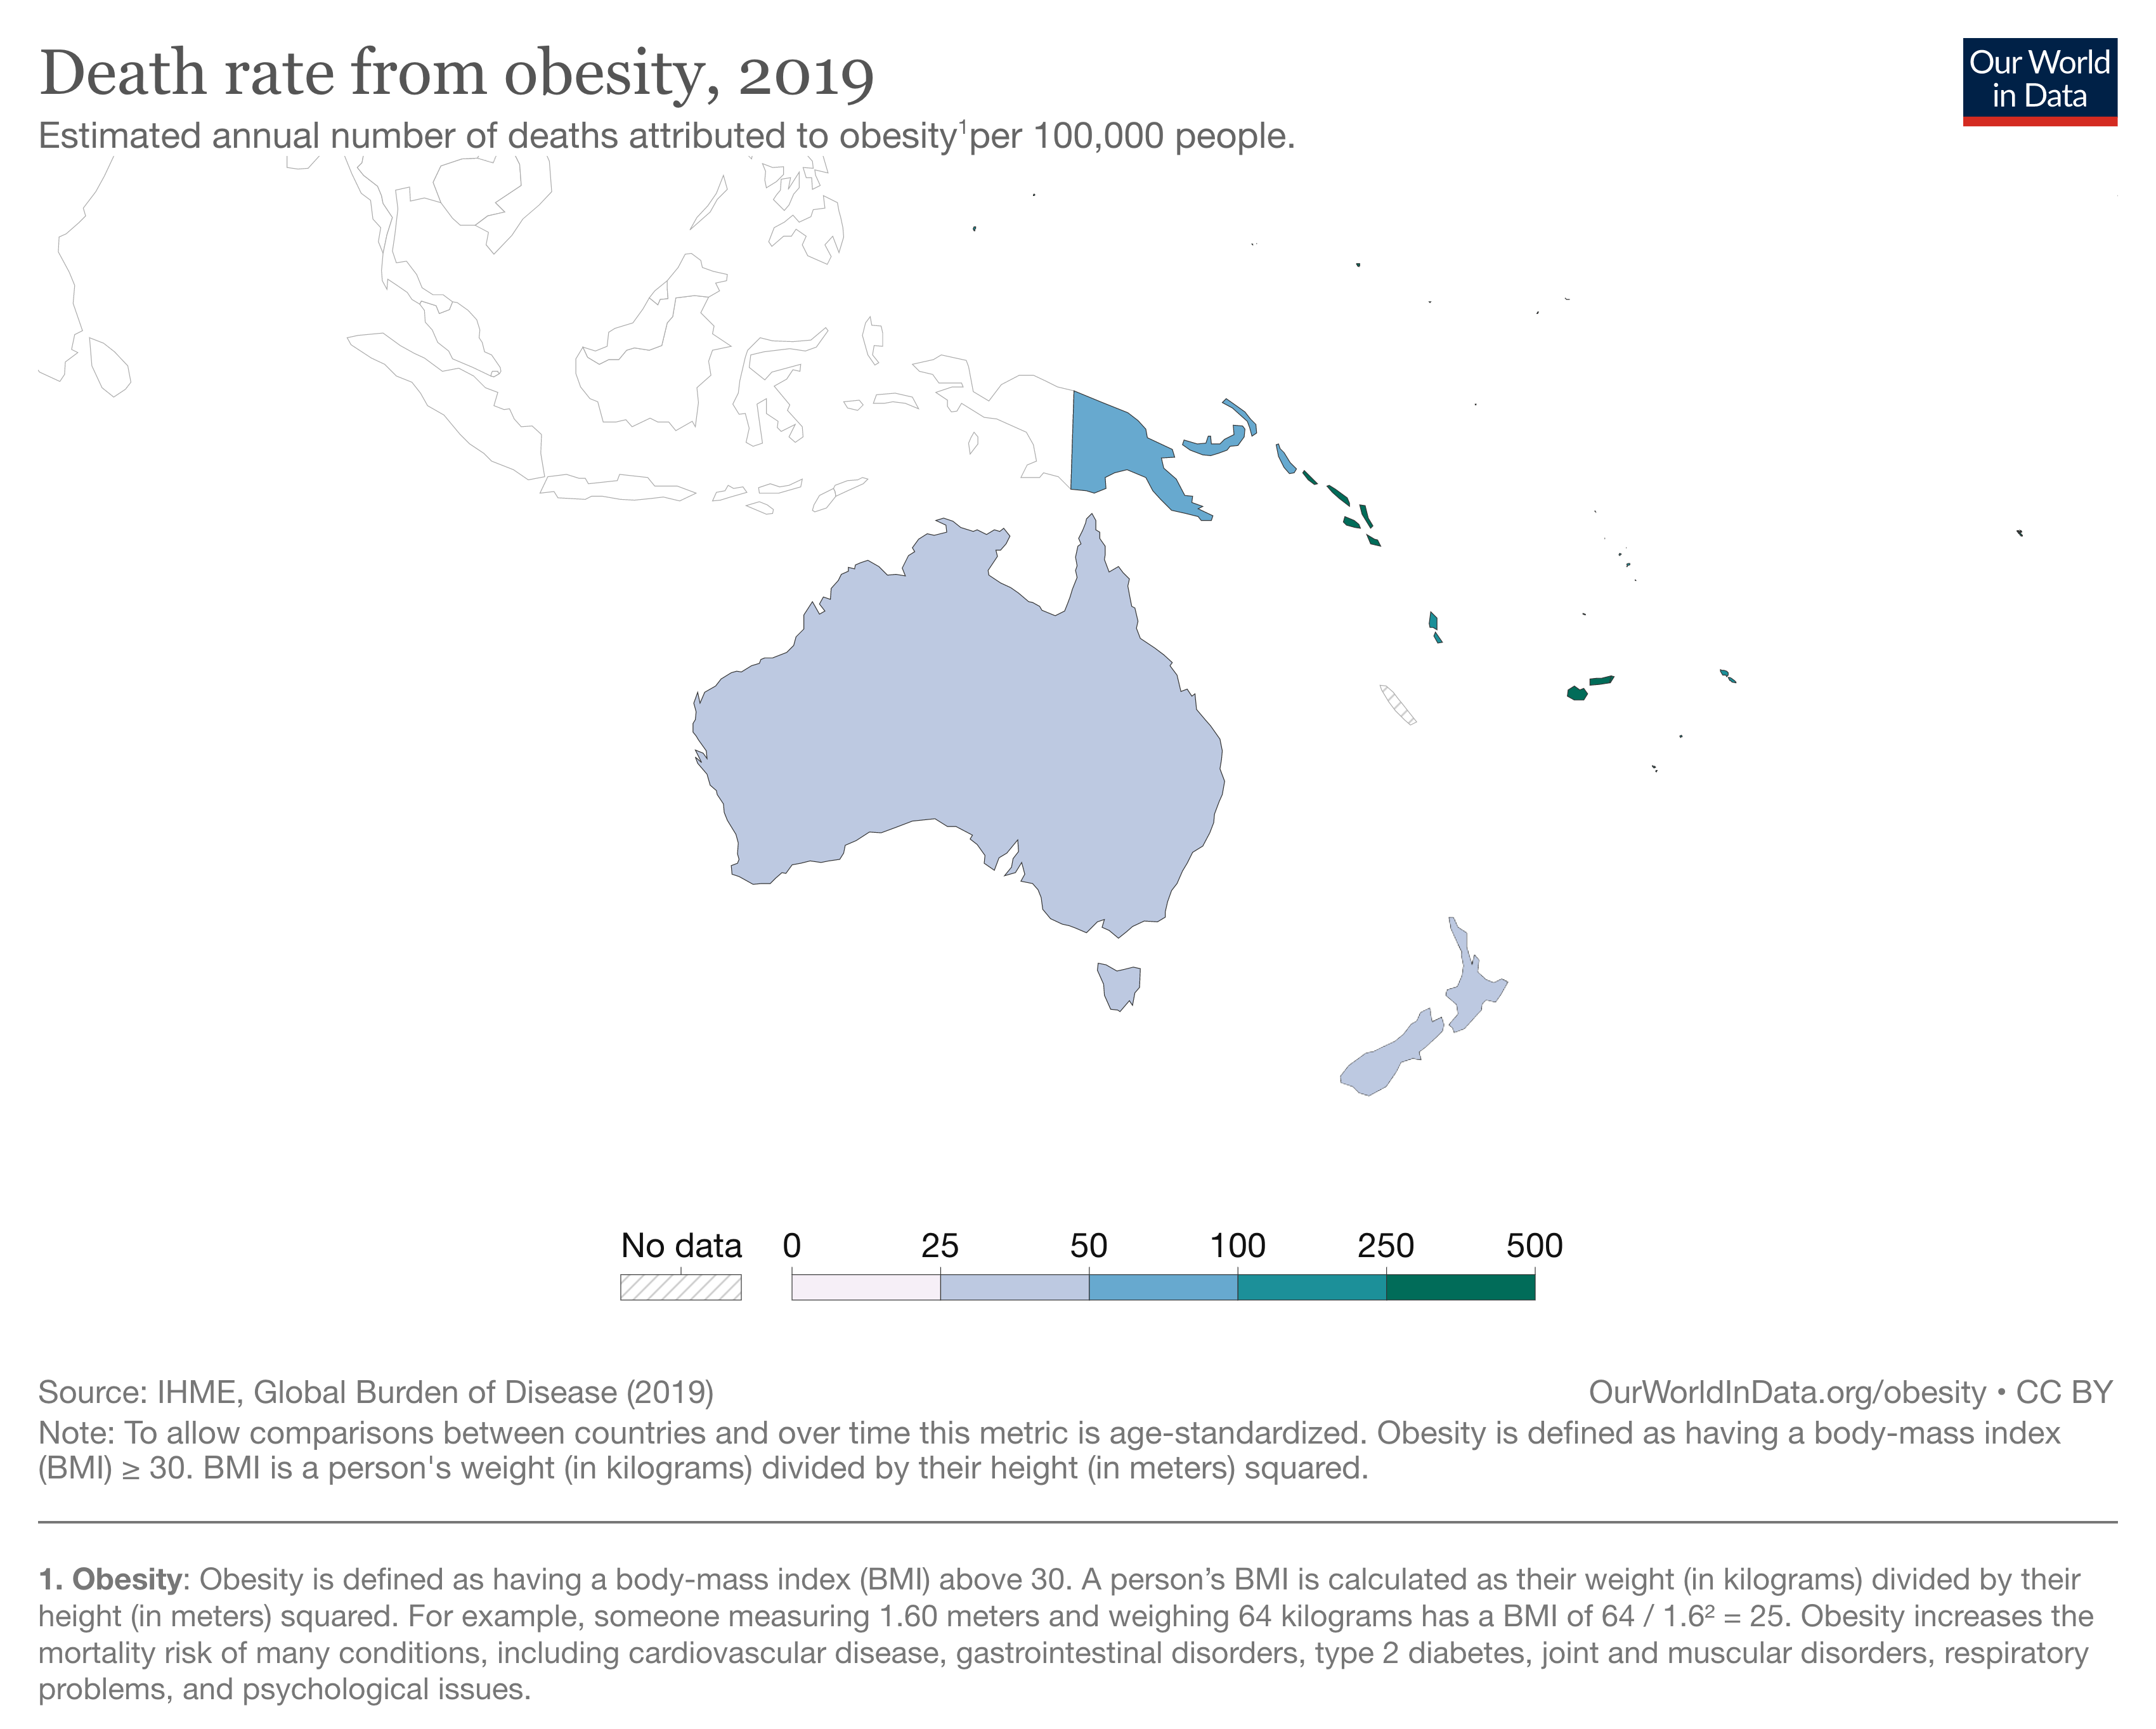 Death rate from obesity, 2019
Our World
in Data
Estimated annual number of deaths attributed to obesity¹per 100,000 people.
No data 0 25 50 100 250 500
Source: IHME, Global Burden of Disease (2019)
OurWorldInData.org/obesity • CC BY
Note: To allow comparisons between countries and over time this metric is age-standardized. Obesity is defined as having a body-mass index
(BMI) ≥ 30. BMI is a person's weight (in kilograms) divided by their height (in meters) squared.
1. Obesity: Obesity is defined as having a body-mass index (BMI) above 30. A person’s BMI is calculated as their weight (in kilograms) divided by their
height (in meters) squared. For example, someone measuring 1.60 meters and weighing 64 kilograms has a BMI of 64 / 1.6² = 25. Obesity increases the
mortality risk of many conditions, including cardiovascular disease, gastrointestinal disorders, type 2 diabetes, joint and muscular disorders, respiratory
problems, and psychological issues.